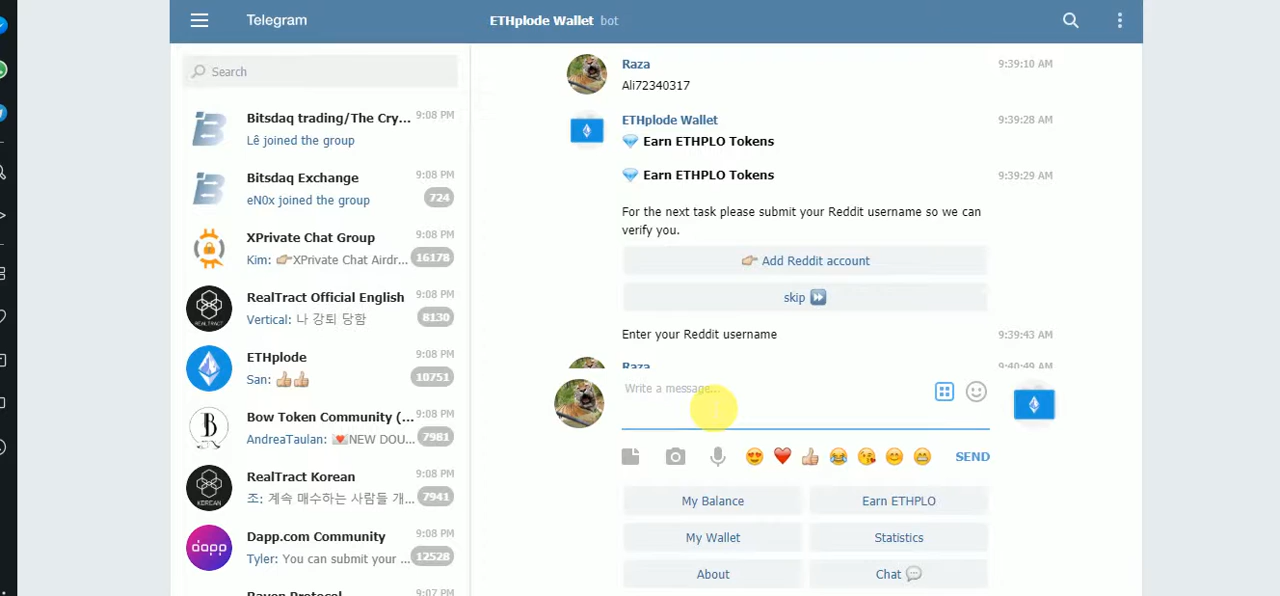 Telegram
ETHplode Wallet bot
Search
Bitsdaq trading/The Cry... 9:08 PM
Lê joined the group
Bitsdaq Exchange 9:08 PM
eN0x joined the group 724
XPrivate Chat Group 9:08 PM
Kim: 👉XPrivate Chat Airdr... 16178
RealTract Official English 9:08 PM
Vertical: 나 강퇴 당함 8130
ETHplode 9:08 PM
San: 👍👍 10751
Bow Token Community (... 9:08 PM
AndreaTaulan: 💌NEW DOU... 7981
RealTract Korean 9:08 PM
조: 계속 매수하는 사람들 개... 7941
Dapp.com Community 9:08 PM
Tyler: You can submit your ... 12528
Raven Protocol 9:07 PM
Raza 9:39:10 AM
Ali72340317
ETHplode Wallet 9:39:28 AM
💎 Earn ETHPLO Tokens
💎 Earn ETHPLO Tokens 9:39:29 AM
For the next task please submit your Reddit username so we can
verify you.
👉 Add Reddit account
skip ⏩
Enter your Reddit username 9:39:43 AM
Raza 9:40:49 AM
Write a message...
SEND
My Balance
Earn ETHPLO
My Wallet
Statistics
About
Chat 💬
B
KOREAN
dapp